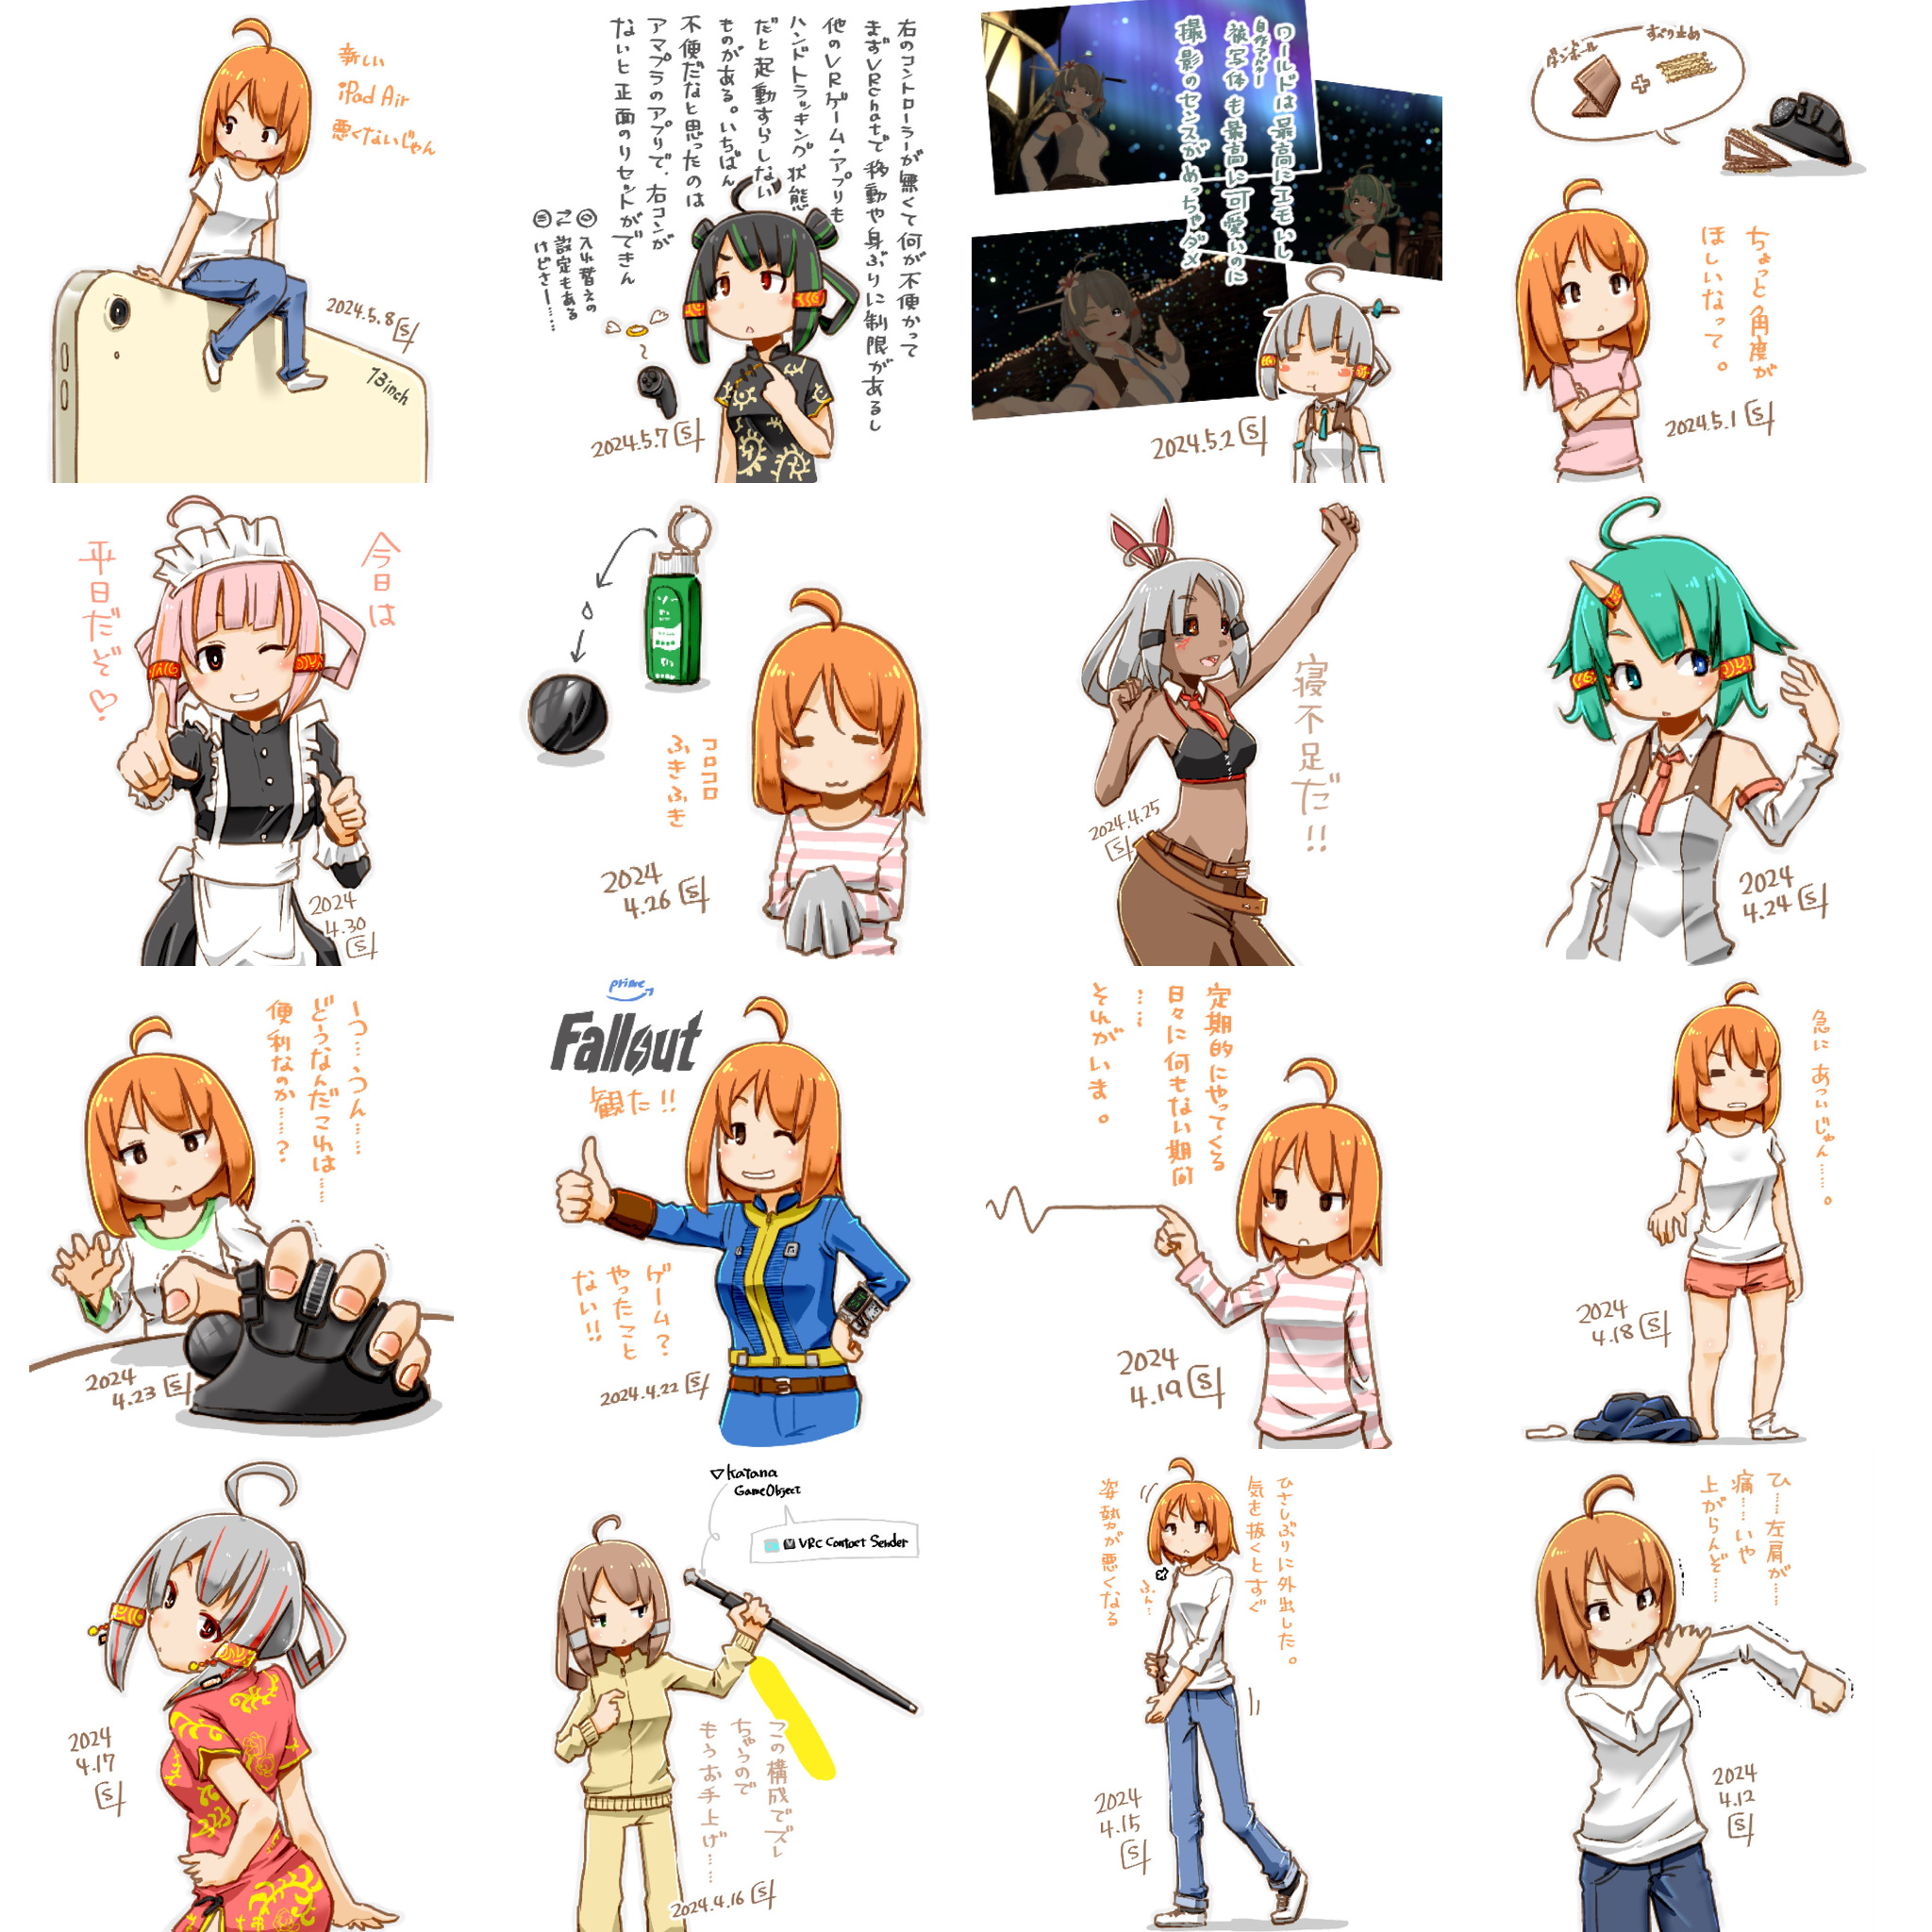 新しい
iPad Air
悪くないじゃん
13inch
2024.5.8 S
右のコントローラーが無くて何が不便かって
まずVRChatで移動や身ぶりに制限があるし
他のVRゲーム・アプリも
ハンドトラッキング状態
だと起動すらしない
ものがある。いちばん
不便だなと思ったのは
アマプラのアプリで、右コンが
ないと正面のリセットができん
入れ替えの
設定もある
けどさー……
2024.5.7 S
ワールドは最高にエモいし
自作アバター
被写体も最高に可愛いのに
撮影のセンスがめっちゃダメ
2024.5.2 S
ダンボール
+
すべり止め
ちょっと角度が
ほしいなって。
2024.5.1 S
今日は
平日だぞ♡
2024
4.30
S
コロコロ
ふきふき
2024
4.26 S
寝不足だ!!
2024.4.25
S
2024
4.24 S
うーつ……うん……
どうなんだこれは……
便利なのか……?
2024
4.23 S
prime
Fallout
観た!!
ゲーム?
やったこと
ない!!
2024.4.22 S
定期的にやってくる
日々に何もない期間
……
それがいま。
2024
4.19 S
急にあついじゃん……。
2024
4.18 S
2024
4.17
S
▽Katana
GameObject
VRC Contact Sender
この構成でズレ
ちゃうので
もうお手上げ……
2024.4.16 S
ひさしぶりに外出した。
気を抜くとすぐ
姿勢が悪くなる
ふん…
2024
4.15
S
ひ……左肩が……
痛……いや
上がらんぞ……
2024
4.12
S